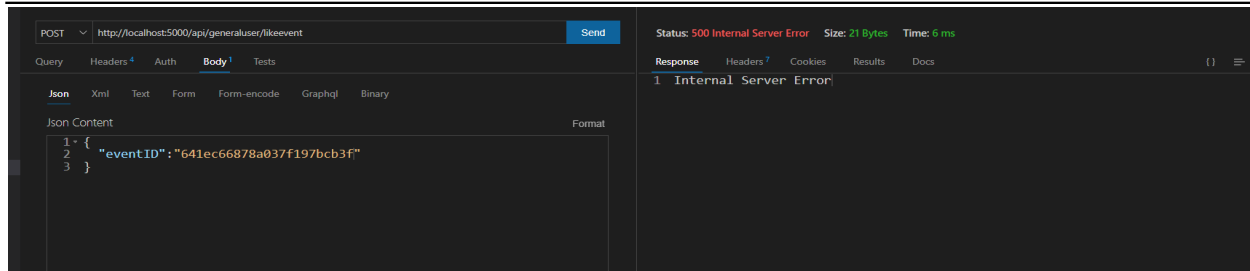 POST http://localhost:5000/api/generaluser/likeevent Send
Query Headers 4 Auth Body 1 Tests
Json Xml Text Form Form-encode Graphql Binary
Json Content Format
1 {
2 "eventID":"641ec66878a037f197bcb3f"
3 }
Status: 500 Internal Server Error Size: 21 Bytes Time: 6 ms
Response Headers 7 Cookies Results Docs { }
1 Internal Server Error